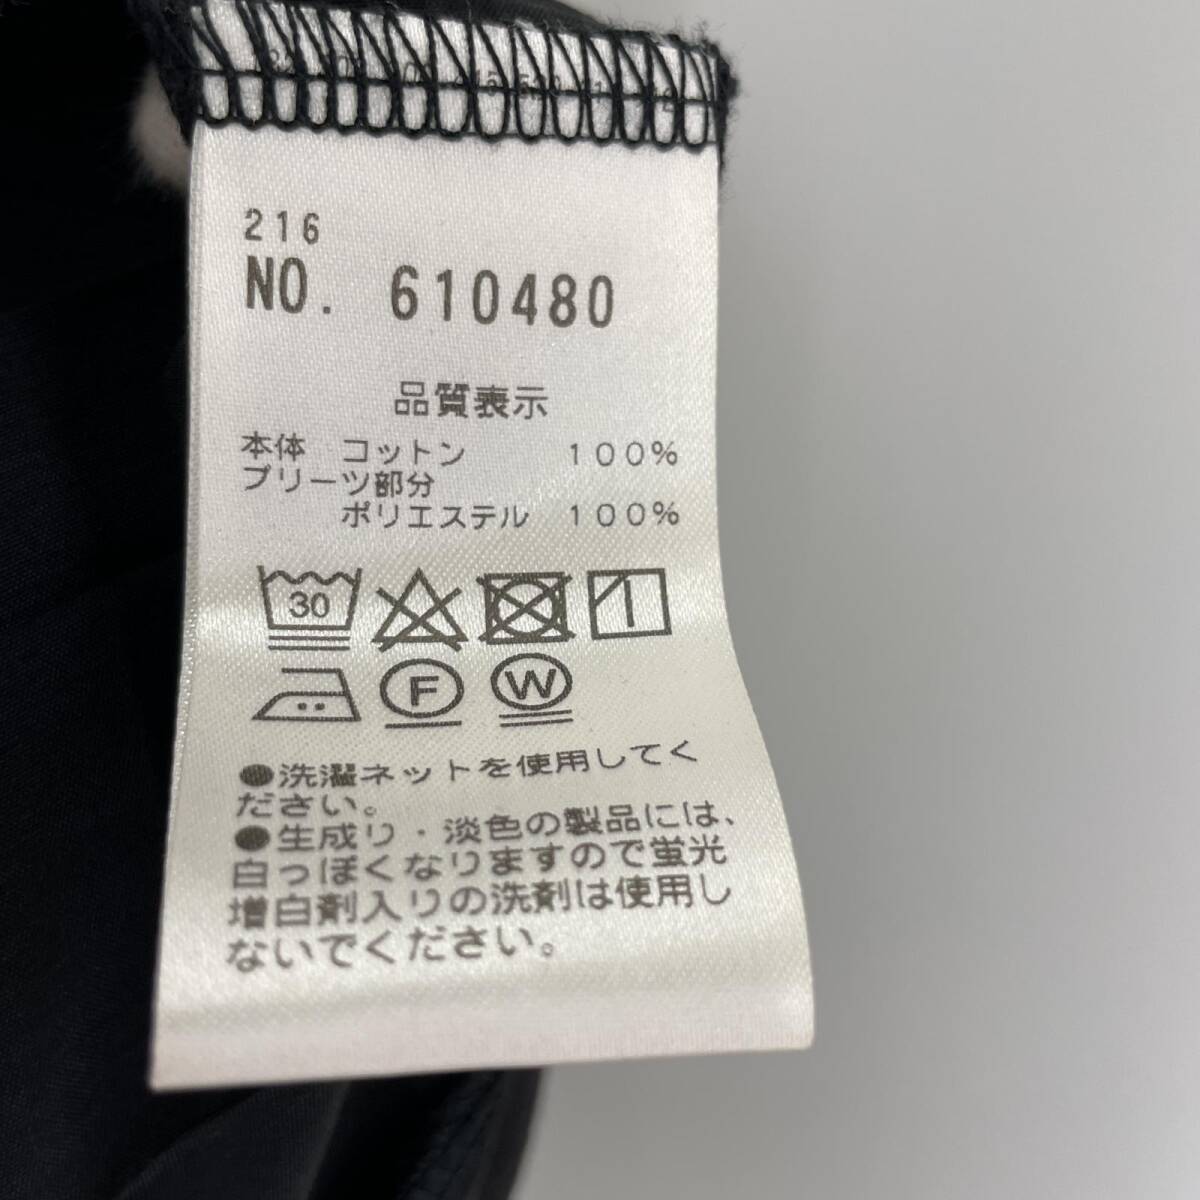 216
NO. 610480
品質表示
本体 コットン 100%
プリーツ部分
ポリエステル 100%
30
F W
●洗濯ネットを使用してく
ださい。
●生成り・淡色の製品には、
白っぽくなりますので蛍光
増白剤入りの洗剤は使用し
ないでください。